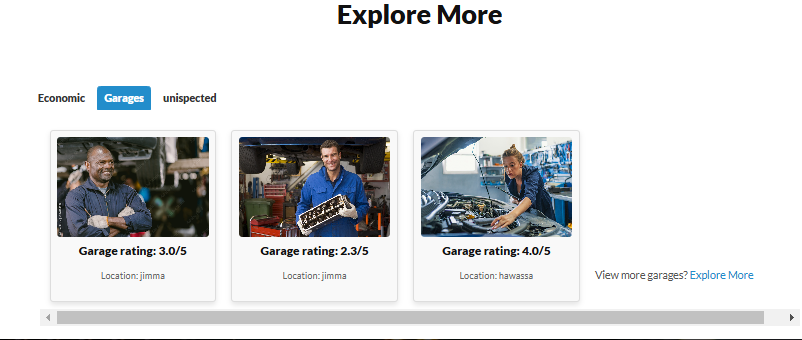 Explore More
Economic Garages unispected
Garage rating: 3.0/5 Garage rating: 2.3/5 Garage rating: 4.0/5
Location: jimma Location: jimma Location: hawassa
View more garages? Explore More